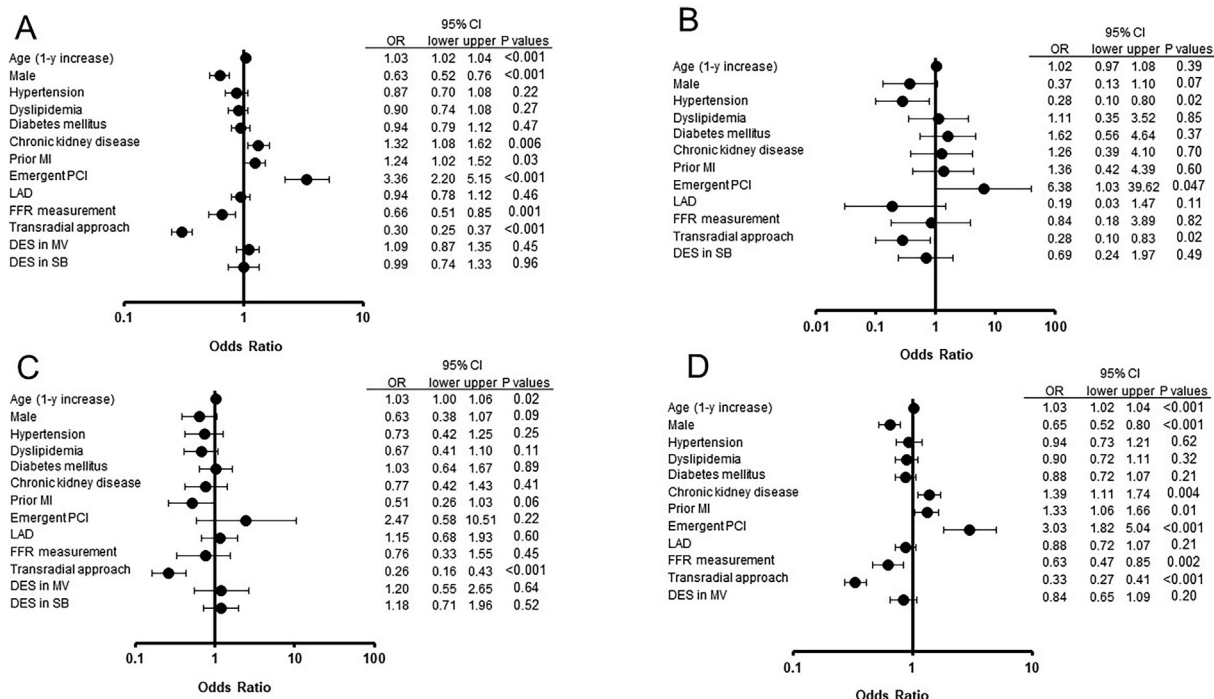 A
95% CI
OR lower upper P values
Age (1-y increase) 1.03 1.02 1.04 <0.001
Male 0.63 0.52 0.76 <0.001
Hypertension 0.87 0.70 1.08 0.22
Dyslipidemia 0.90 0.74 1.08 0.27
Diabetes mellitus 0.94 0.79 1.12 0.47
Chronic kidney disease 1.32 1.08 1.62 0.006
Prior MI 1.24 1.02 1.52 0.03
Emergent PCI 3.36 2.20 5.15 <0.001
LAD 0.94 0.78 1.12 0.46
FFR measurement 0.66 0.51 0.85 0.001
Transradial approach 0.30 0.25 0.37 <0.001
DES in MV 1.09 0.87 1.35 0.45
DES in SB 0.99 0.74 1.33 0.96
0.1 1 10
Odds Ratio
B
95% CI
OR lower upper P values
Age (1-y increase) 1.02 0.97 1.08 0.39
Male 0.37 0.13 1.10 0.07
Hypertension 0.28 0.10 0.80 0.02
Dyslipidemia 1.11 0.35 3.52 0.85
Diabetes mellitus 1.62 0.56 4.64 0.37
Chronic kidney disease 1.26 0.39 4.10 0.70
Prior MI 1.36 0.42 4.39 0.60
Emergent PCI 6.38 1.03 39.62 0.047
LAD 0.19 0.03 1.47 0.11
FFR measurement 0.84 0.18 3.89 0.82
Transradial approach 0.28 0.10 0.83 0.02
DES in SB 0.69 0.24 1.97 0.49
0.01 0.1 1 10 100
Odds Ratio
C
95% CI
OR lower upper P values
Age (1-y increase) 1.03 1.00 1.06 0.02
Male 0.63 0.38 1.07 0.09
Hypertension 0.73 0.42 1.25 0.25
Dyslipidemia 0.67 0.41 1.10 0.11
Diabetes mellitus 1.03 0.64 1.67 0.89
Chronic kidney disease 0.77 0.42 1.43 0.41
Prior MI 0.51 0.26 1.03 0.06
Emergent PCI 2.47 0.58 10.51 0.22
LAD 1.15 0.68 1.93 0.60
FFR measurement 0.76 0.33 1.55 0.45
Transradial approach 0.26 0.16 0.43 <0.001
DES in MV 1.20 0.55 2.65 0.64
DES in SB 1.18 0.71 1.96 0.52
0.1 1 10 100
Odds Ratio
D
95% CI
OR lower upper P values
Age (1-y increase) 1.03 1.02 1.04 <0.001
Male 0.65 0.52 0.80 <0.001
Hypertension 0.94 0.73 1.21 0.62
Dyslipidemia 0.90 0.72 1.11 0.32
Diabetes mellitus 0.88 0.72 1.07 0.21
Chronic kidney disease 1.39 1.11 1.74 0.004
Prior MI 1.33 1.06 1.66 0.01
Emergent PCI 3.03 1.82 5.04 <0.001
LAD 0.88 0.72 1.07 0.21
FFR measurement 0.63 0.47 0.85 0.002
Transradial approach 0.33 0.27 0.41 <0.001
DES in MV 0.84 0.65 1.09 0.20
0.1 1 10
Odds Ratio